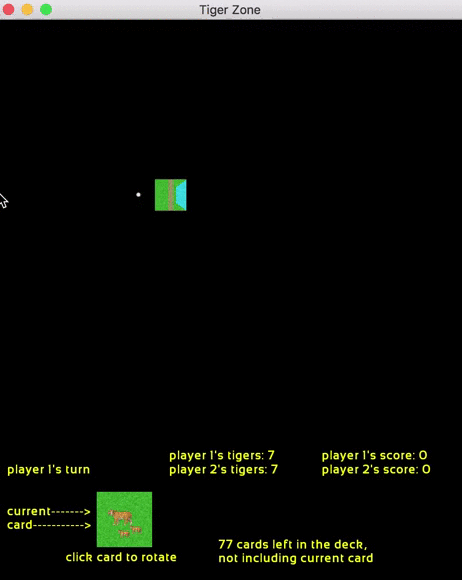 Tiger Zone
player 1's tigers: 7
player 1's score: 0
player 1's turn
player 2's tigers: 7
player 2's score: 0
current------->
card----------->
click card to rotate
77 cards left in the deck,
not including current card